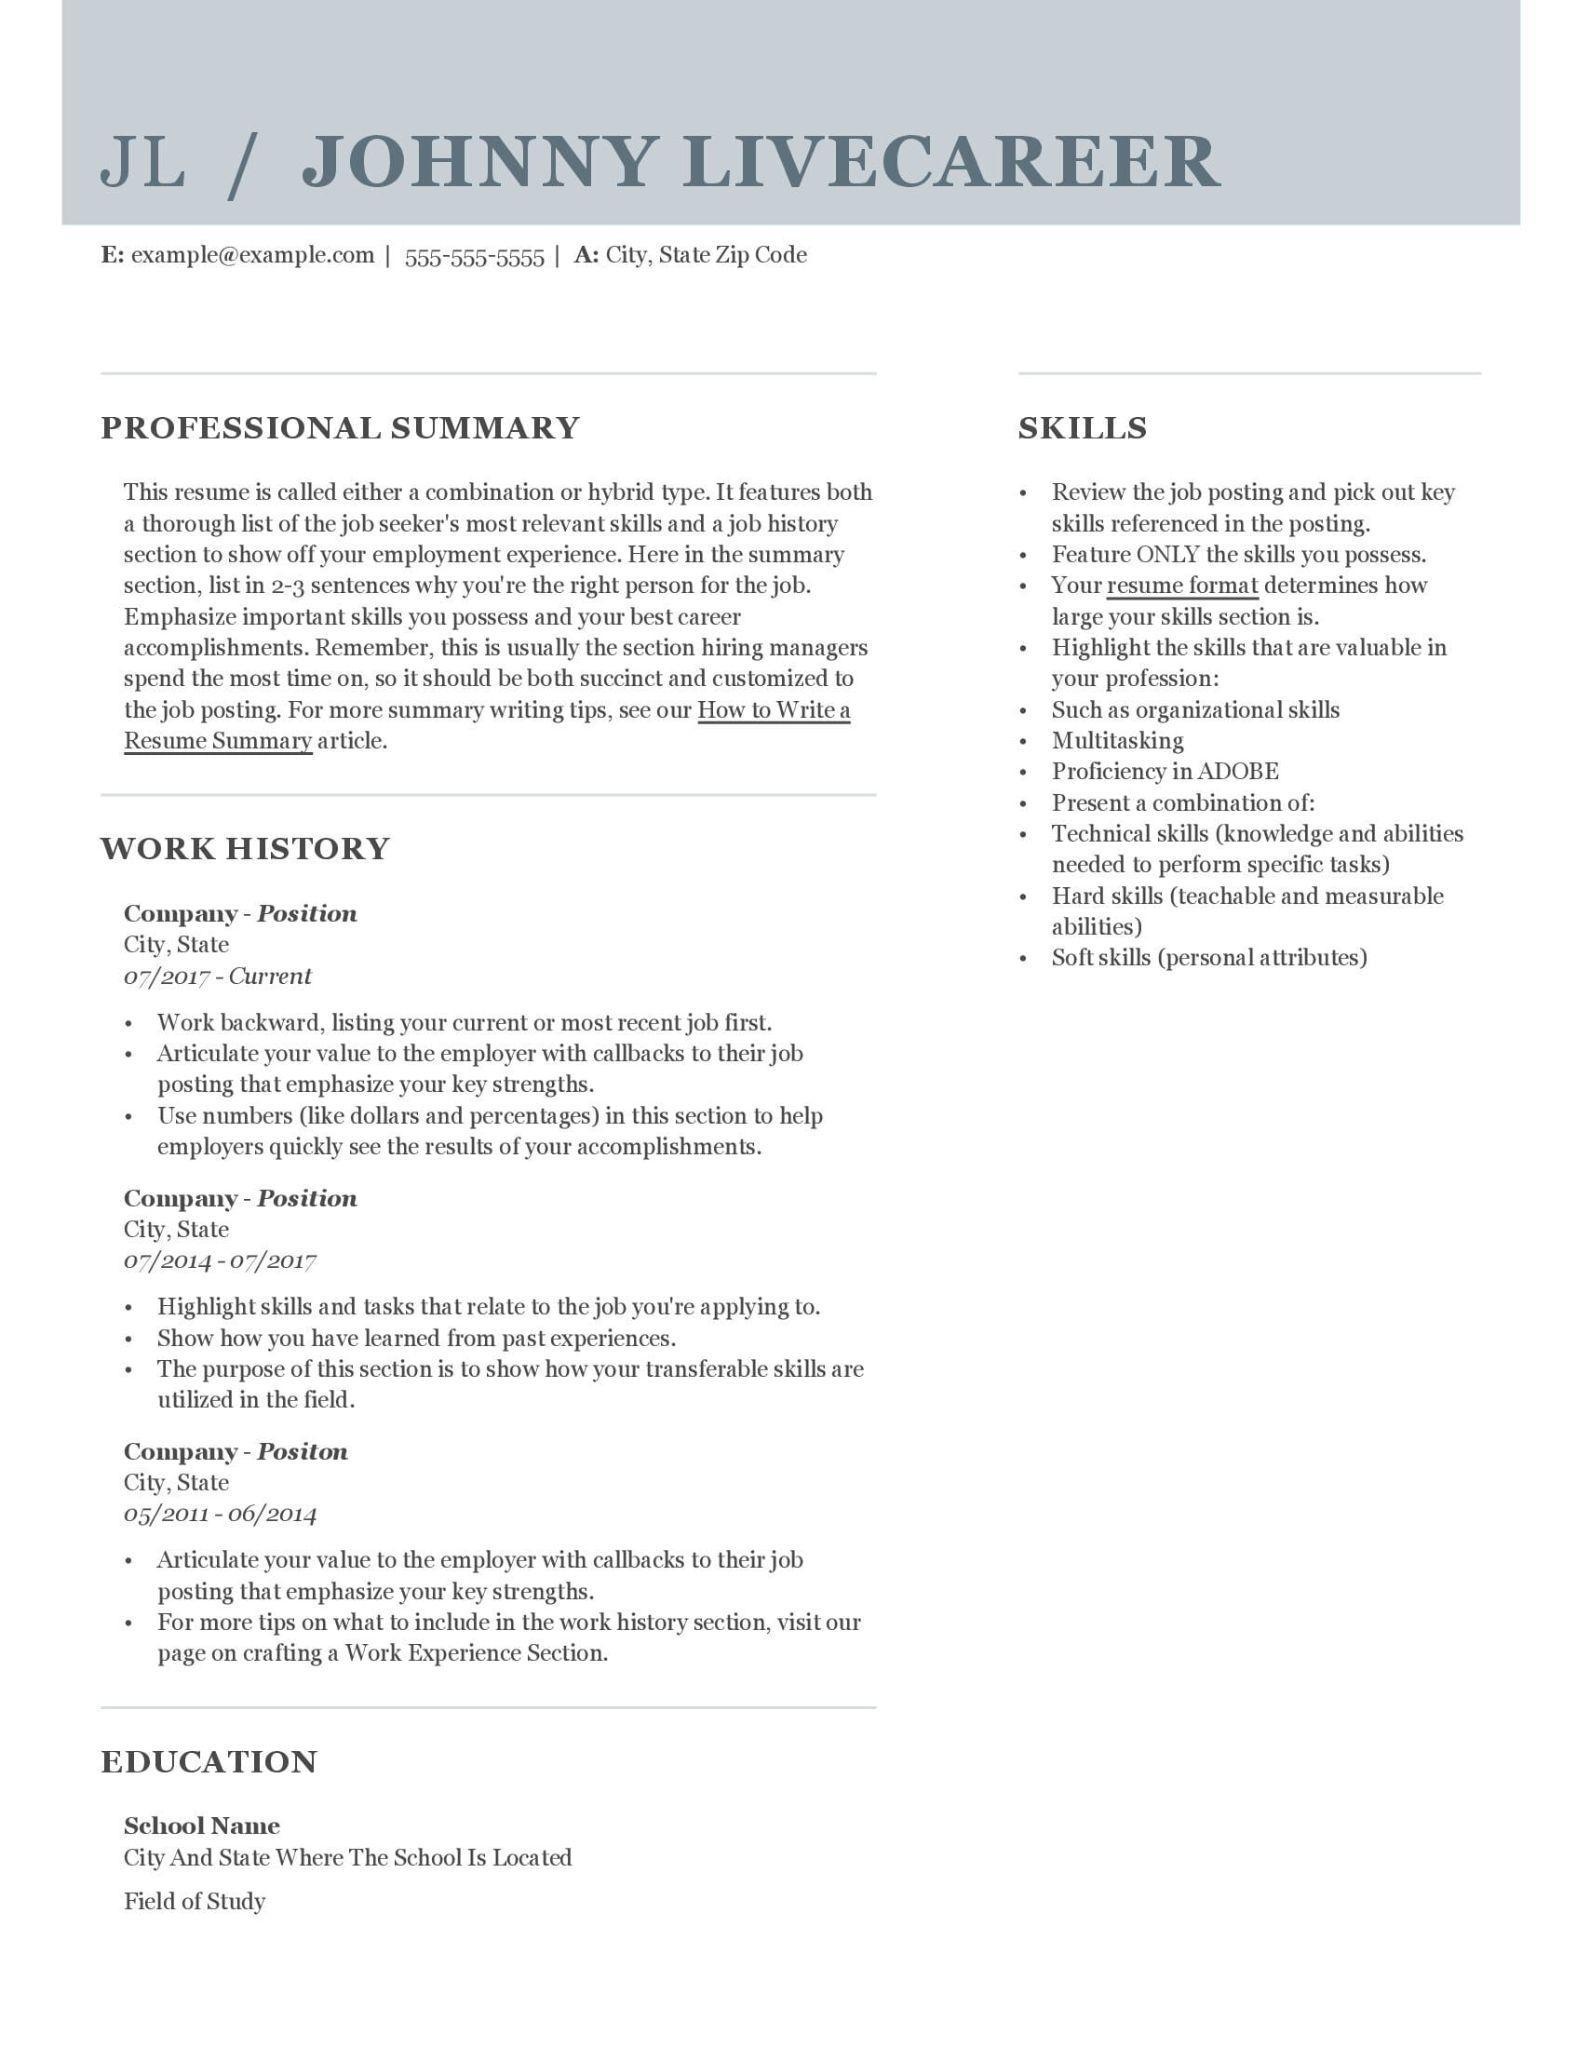 JL / JOHNNY LIVECAREER
E: example@example.com | 555-555-5555 | A: City, State Zip Code
PROFESSIONAL SUMMARY
This resume is called either a combination or hybrid type. It features both
a thorough list of the job seeker's most relevant skills and a job history
section to show off your employment experience. Here in the summary
section, list in 2-3 sentences why you're the right person for the job.
Emphasize important skills you possess and your best career
accomplishments. Remember, this is usually the section hiring managers
spend the most time on, so it should be both succinct and customized to
the job posting. For more summary writing tips, see our How to Write a
Resume Summary article.
WORK HISTORY
Company - Position
City, State
07/2017 - Current
• Work backward, listing your current or most recent job first.
• Articulate your value to the employer with callbacks to their job
posting that emphasize your key strengths.
• Use numbers (like dollars and percentages) in this section to help
employers quickly see the results of your accomplishments.
Company - Position
City, State
07/2014 - 07/2017
• Highlight skills and tasks that relate to the job you're applying to.
• Show how you have learned from past experiences.
• The purpose of this section is to show how your transferable skills are
utilized in the field.
Company - Positon
City, State
05/2011 - 06/2014
• Articulate your value to the employer with callbacks to their job
posting that emphasize your key strengths.
• For more tips on what to include in the work history section, visit our
page on crafting a Work Experience Section.
EDUCATION
School Name
City And State Where The School Is Located
Field of Study
SKILLS
• Review the job posting and pick out key
skills referenced in the posting.
• Feature ONLY the skills you possess.
• Your resume format determines how
large your skills section is.
• Highlight the skills that are valuable in
your profession:
• Such as organizational skills
• Multitasking
• Proficiency in ADOBE
• Present a combination of:
• Technical skills (knowledge and abilities
needed to perform specific tasks)
• Hard skills (teachable and measurable
abilities)
• Soft skills (personal attributes)